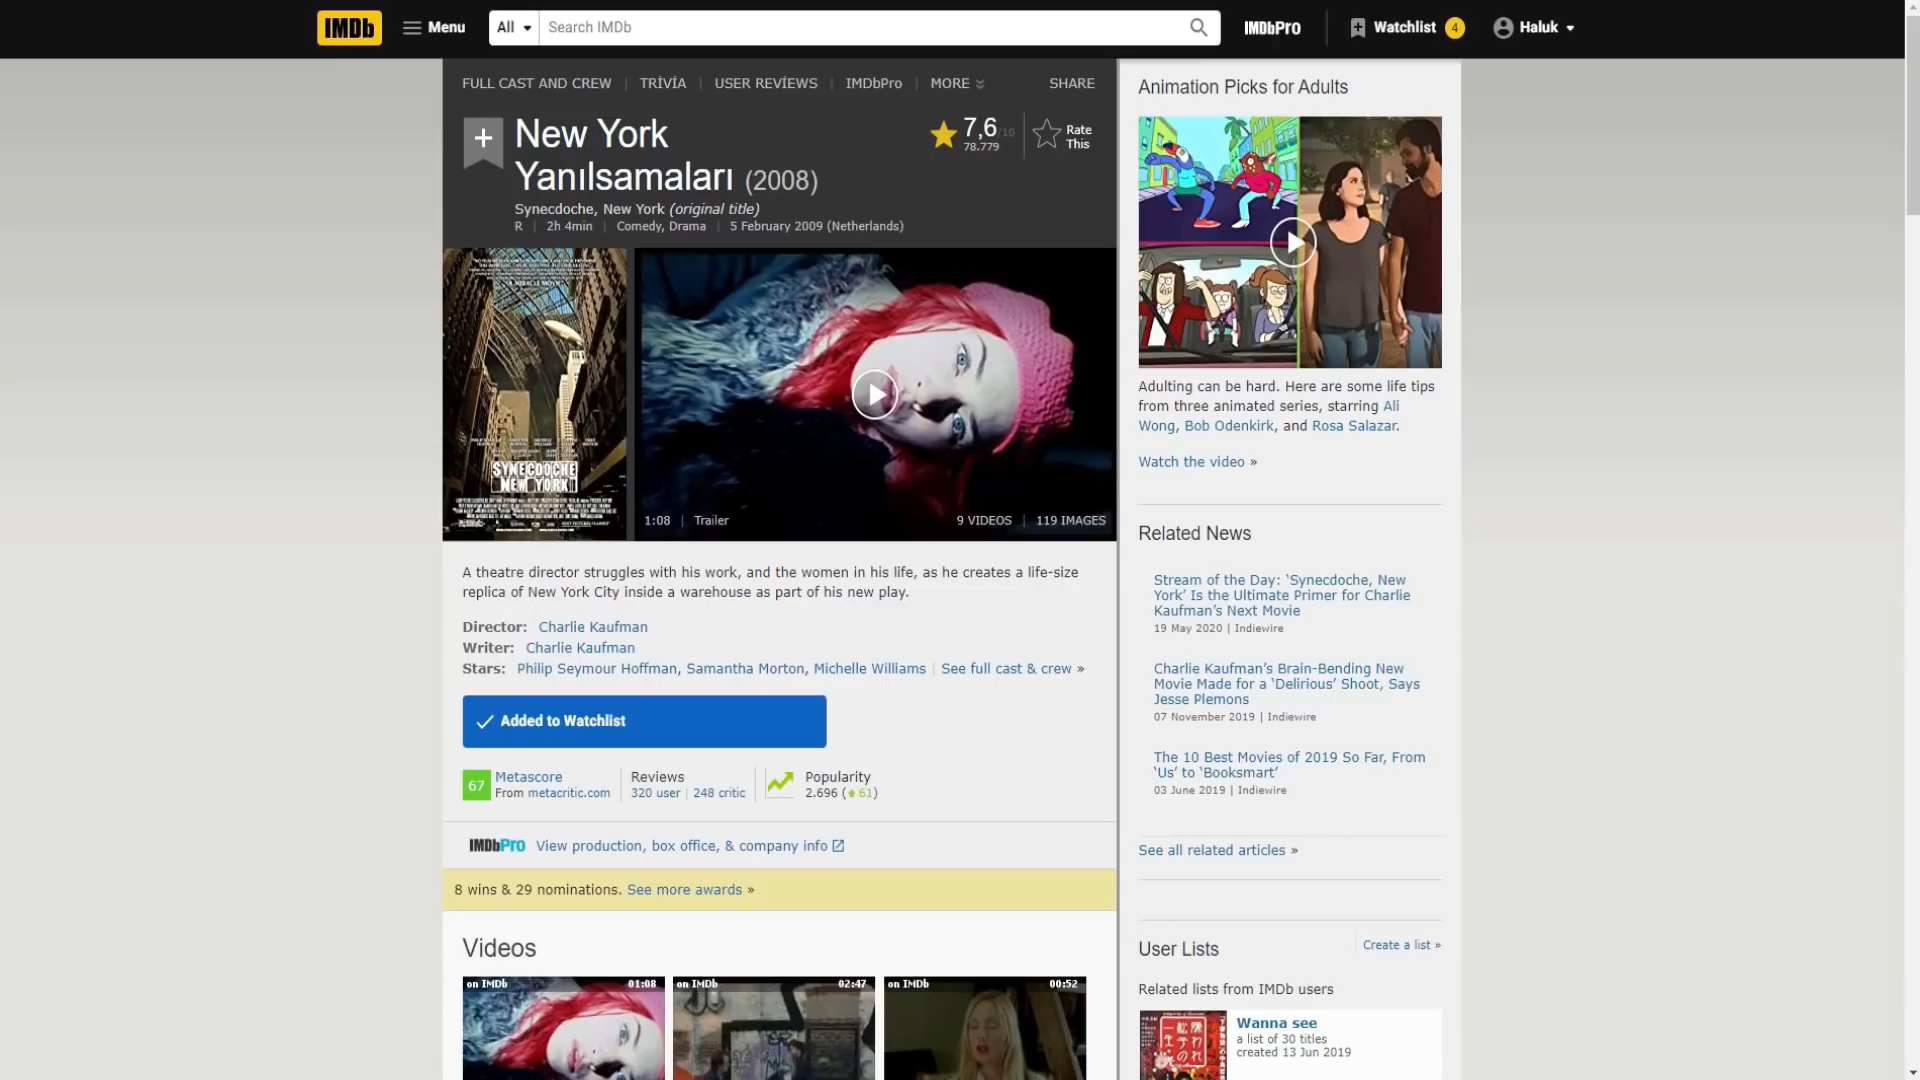 IMDb
Menu
All
Search IMDb
IMDbPro
Watchlist 4
Haluk
FULL CAST AND CREW | TRİVİA | USER REVİEWS | IMDbPro | MORE
SHARE
New York
Yanılsamaları (2008)
Synecdoche, New York (original title)
R | 2h 4min | Comedy, Drama | 5 February 2009 (Netherlands)
7,6/10
78.779
Rate
This
SYNECDOCHE
NEW YORK
1:08 | Trailer
9 VIDEOS | 119 IMAGES
A theatre director struggles with his work, and the women in his life, as he creates a life-size
replica of New York City inside a warehouse as part of his new play.
Director: Charlie Kaufman
Writer: Charlie Kaufman
Stars: Philip Seymour Hoffman, Samantha Morton, Michelle Williams | See full cast & crew »
Added to Watchlist
67
Metascore
From metacritic.com
Reviews
320 user | 248 critic
Popularity
2.696 (61)
IMDbPro View production, box office, & company info
8 wins & 29 nominations. See more awards »
Videos
on IMDb 01:08
on IMDb 02:47
on IMDb 00:52
Animation Picks for Adults
Adulting can be hard. Here are some life tips
from three animated series, starring Ali
Wong, Bob Odenkirk, and Rosa Salazar.
Watch the video »
Related News
Stream of the Day: ‘Synecdoche, New
York’ Is the Ultimate Primer for Charlie
Kaufman’s Next Movie
19 May 2020 | Indiewire
Charlie Kaufman’s Brain-Bending New
Movie Made for a ‘Delirious’ Shoot, Says
Jesse Plemons
07 November 2019 | Indiewire
The 10 Best Movies of 2019 So Far, From
‘Us’ to ‘Booksmart’
03 June 2019 | Indiewire
See all related articles »
User Lists
Create a list »
Related lists from IMDb users
Wanna see
a list of 30 titles
created 13 Jun 2019